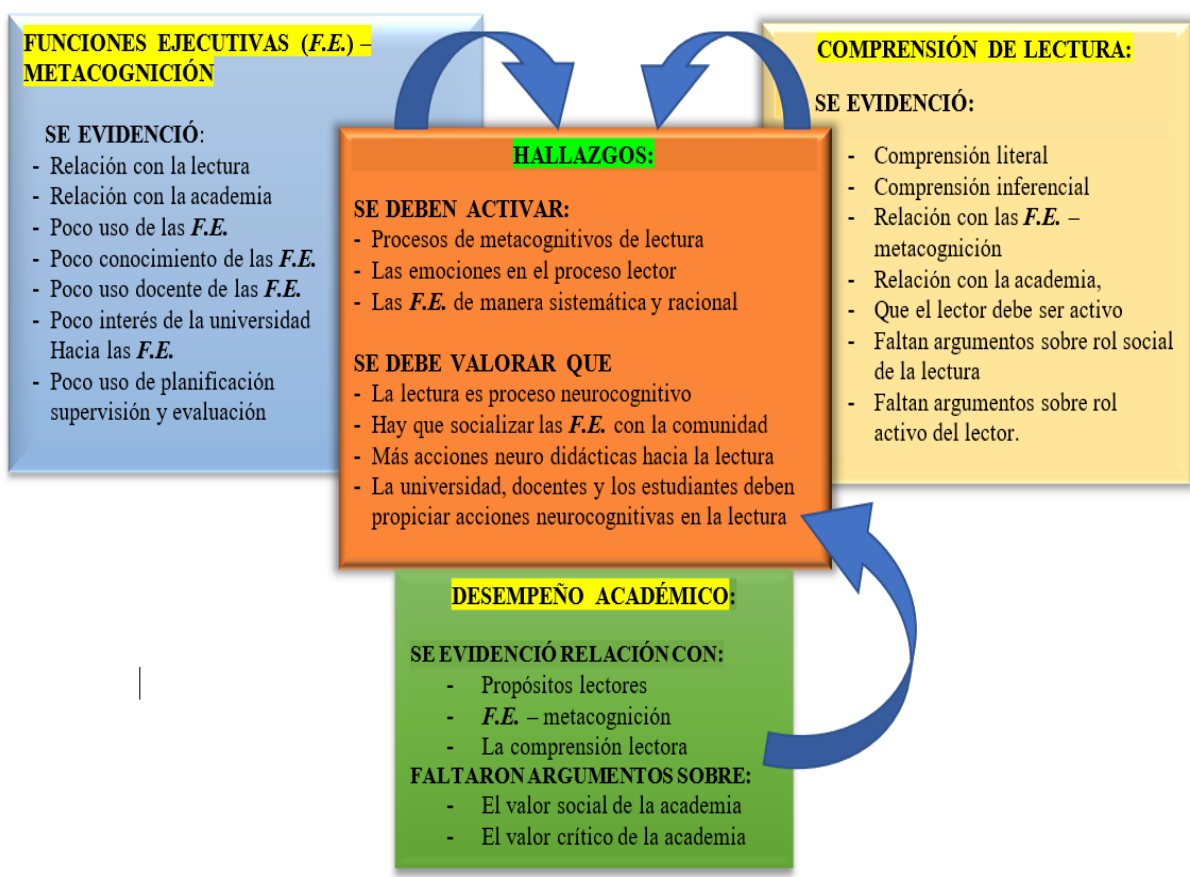 FUNCIONES EJECUTIVAS (F.E.) –
METACOGNICIÓN
SE EVIDENCIÓ:
- Relación con la lectura
- Relación con la academia
- Poco uso de las F.E.
- Poco conocimiento de las F.E.
- Poco uso docente de las F.E.
- Poco interés de la universidad
Hacia las F.E.
- Poco uso de planificación
supervisión y evaluación
HALLAZGOS:
SE DEBEN ACTIVAR:
- Procesos de metacognitivos de lectura
- Las emociones en el proceso lector
- Las F.E. de manera sistemática y racional
SE DEBE VALORAR QUE
- La lectura es proceso neurocognitivo
- Hay que socializar las F.E. con la comunidad
- Más acciones neuro didácticas hacia la lectura
- La universidad, docentes y los estudiantes deben
propiciar acciones neurocognitivas en la lectura
COMPRENSIÓN DE LECTURA:
SE EVIDENCIÓ:
- Comprensión literal
- Comprensión inferencial
- Relación con las F.E. –
metacognición
- Relación con la academia,
- Que el lector debe ser activo
- Faltan argumentos sobre rol social
de la lectura
- Faltan argumentos sobre rol
activo del lector.
DESEMPEÑO ACADÉMICO:
SE EVIDENCIÓ RELACIÓN CON:
- Propósitos lectores
- F.E. – metacognición
- La comprensión lectora
FALTARON ARGUMENTOS SOBRE:
- El valor social de la academia
- El valor crítico de la academia